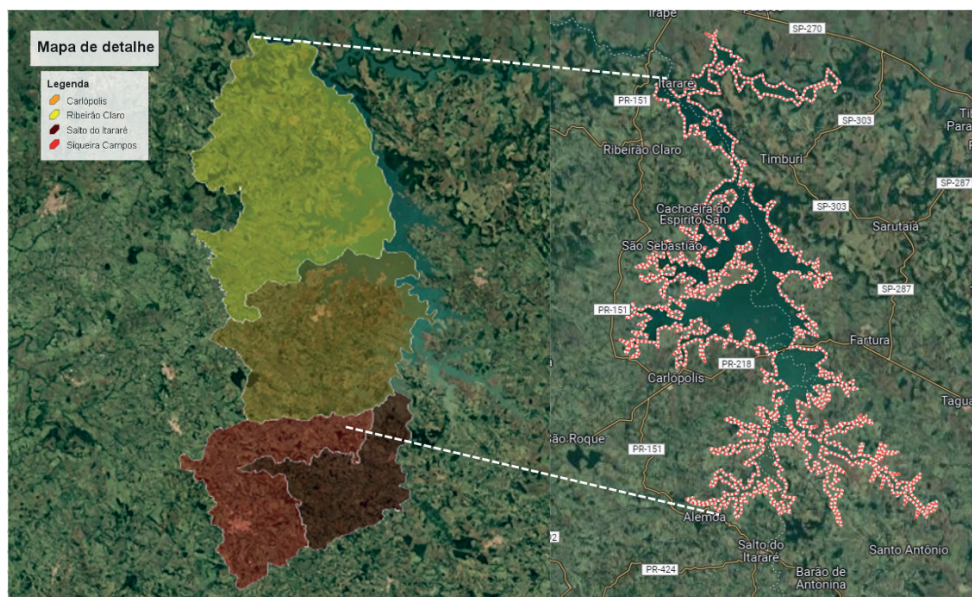 Mapa de detalhe
Legenda
Carlópolis
Ribeirão Claro
Salto do Itararé
Siqueira Campos
Irapé
SP-270
Itararé
PR-151
SP-303
Ribeirão Claro
Timburi
SP-287
Cachoeira do
Espírito San
SP-303
Sarutaiá
São Sebastião
SP-287
PR-151
Fartura
PR-218
Carlópolis
Tagua
São Roque
PR-151
Alemoa
Salto do
Itararé
Santo Antônio
PR-424
Barão de
Antonina